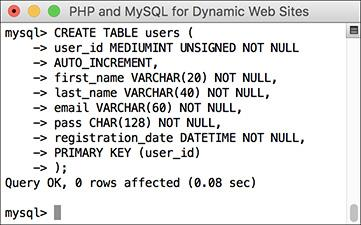 PHP and MySQL for Dynamic Web Sites
mysql> CREATE TABLE users (
    -> user_id MEDIUMINT UNSIGNED NOT NULL
    -> AUTO_INCREMENT,
    -> first_name VARCHAR(20) NOT NULL,
    -> last_name VARCHAR(40) NOT NULL,
    -> email VARCHAR(60) NOT NULL,
    -> pass CHAR(128) NOT NULL,
    -> registration_date DATETIME NOT NULL,
    -> PRIMARY KEY (user_id)
    -> );
Query OK, 0 rows affected (0.08 sec)
mysql>